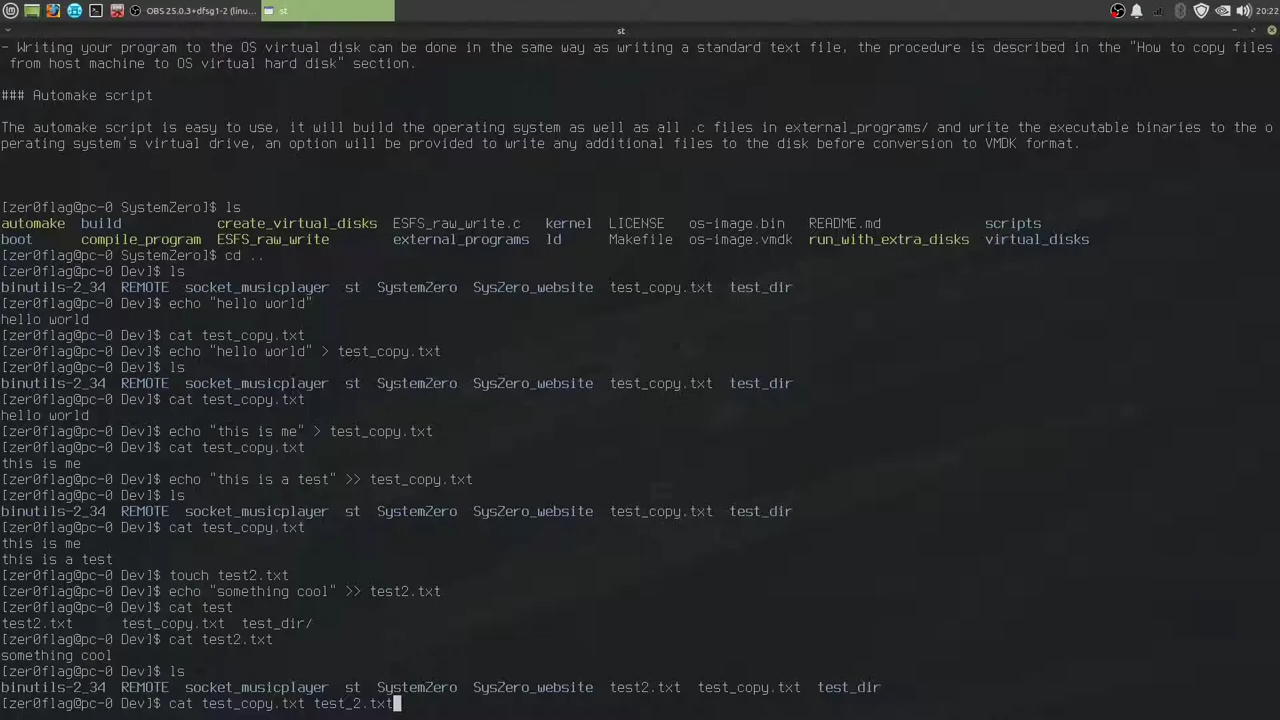 OBS 25.0.3+dfsg1-2 (linu... st 20:22
st
- Writing your program to the OS virtual disk can be done in the same way as writing a standard text file, the procedure is described in the "How to copy files
from host machine to OS virtual hard disk" section.
### Automake script
The automake script is easy to use, it will build the operating system as well as all .c files in external_programs/ and write the executable binaries to the o
perating system's virtual drive, an option will be provided to write any additional files to the disk before conversion to VMDK format.
[zer0flag@pc-0 SystemZero]$ ls
automake build create_virtual_disks ESFS_raw_write.c kernel LICENSE os-image.bin README.md scripts
boot compile_program ESFS_raw_write external_programs ld Makefile os-image.vmdk run_with_extra_disks virtual_disks
[zer0flag@pc-0 SystemZero]$ cd ..
[zer0flag@pc-0 Dev]$ ls
binutils-2_34 REMOTE socket_musicplayer st SystemZero SysZero_website test_copy.txt test_dir
[zer0flag@pc-0 Dev]$ echo "hello world"
hello world
[zer0flag@pc-0 Dev]$ cat test_copy.txt
[zer0flag@pc-0 Dev]$ echo "hello world" > test_copy.txt
[zer0flag@pc-0 Dev]$ ls
binutils-2_34 REMOTE socket_musicplayer st SystemZero SysZero_website test_copy.txt test_dir
[zer0flag@pc-0 Dev]$ cat test_copy.txt
hello world
[zer0flag@pc-0 Dev]$ echo "this is me" > test_copy.txt
[zer0flag@pc-0 Dev]$ cat test_copy.txt
this is me
[zer0flag@pc-0 Dev]$ echo "this is a test" >> test_copy.txt
[zer0flag@pc-0 Dev]$ ls
binutils-2_34 REMOTE socket_musicplayer st SystemZero SysZero_website test_copy.txt test_dir
[zer0flag@pc-0 Dev]$ cat test_copy.txt
this is me
this is a test
[zer0flag@pc-0 Dev]$ touch test2.txt
[zer0flag@pc-0 Dev]$ echo "something cool" >> test2.txt
[zer0flag@pc-0 Dev]$ cat test
test2.txt test_copy.txt test_dir/
[zer0flag@pc-0 Dev]$ cat test2.txt
something cool
[zer0flag@pc-0 Dev]$ ls
binutils-2_34 REMOTE socket_musicplayer st SystemZero SysZero_website test2.txt test_copy.txt test_dir
[zer0flag@pc-0 Dev]$ cat test_copy.txt test_2.txt